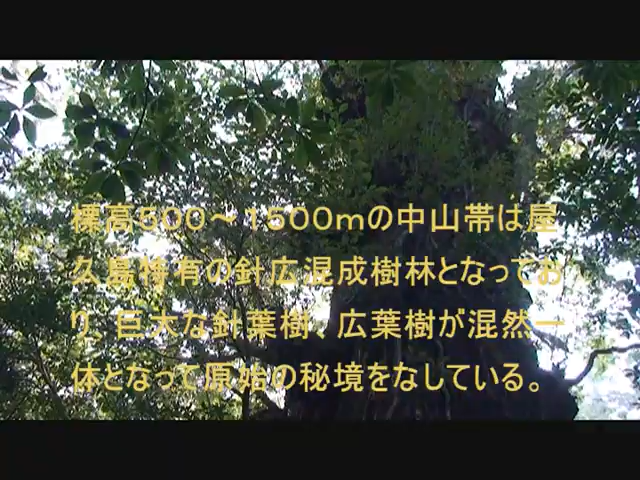 標高５００～１５００ｍの中山帯は屋
久島特有の針広混成樹林となってお
り、巨大な針葉樹、広葉樹が混然一
体となって原始の秘境をなしている。